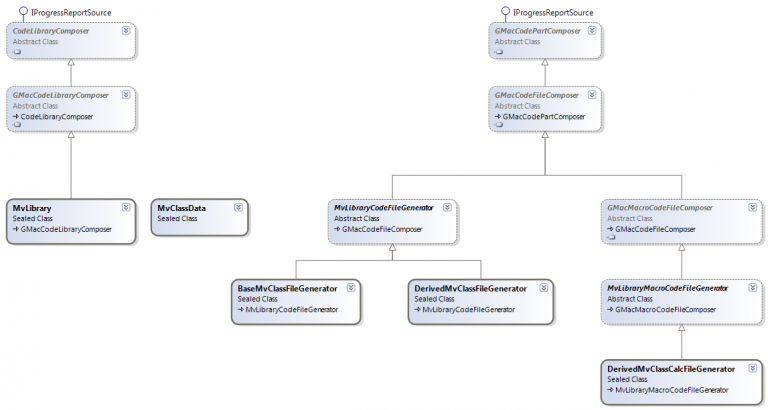 IProgressReportSource
IProgressReportSource
CodeLibraryComposer
Abstract Class
GMacCodePartComposer
Abstract Class
GMacCodeLibraryComposer
Abstract Class
CodeLibraryComposer
GMacCodeFileComposer
Abstract Class
GMacCodePartComposer
MvLibrary
Sealed Class
GMacCodeLibraryComposer
MvClassData
Sealed Class
MvLibraryCodeFileGenerator
Abstract Class
GMacCodeFileComposer
GMacMacroCodeFileComposer
Abstract Class
GMacCodeFileComposer
BaseMvClassFileGenerator
Sealed Class
MvLibraryCodeFileGenerator
DerivedMvClassFileGenerator
Sealed Class
MvLibraryCodeFileGenerator
MvLibraryMacroCodeFileGenerator
Abstract Class
GMacMacroCodeFileComposer
DerivedMvClassCalcFileGenerator
Sealed Class
MvLibraryMacroCodeFileGenerator